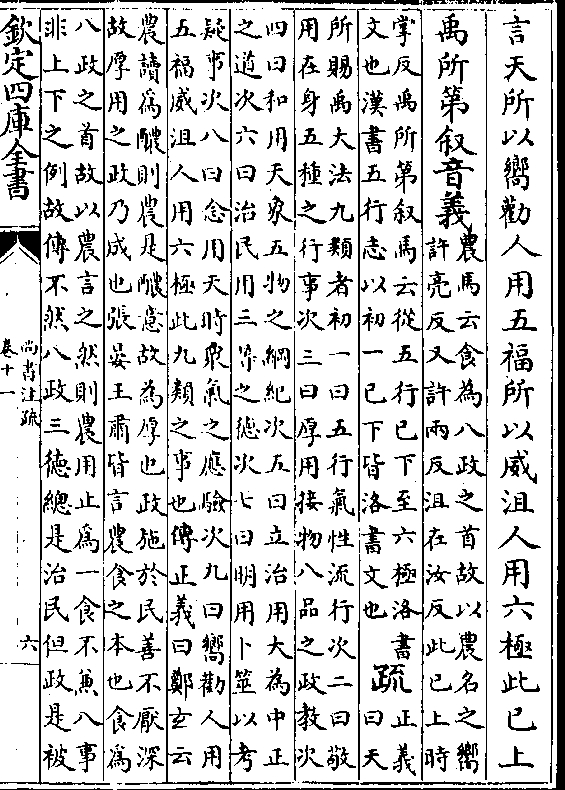 言天所以嚮勸人用五福所以威沮人用六極此已上
禹所第叙音義
農馬云食為八政之首故以農名之嚮
許亮反又許兩反沮在汝反此已上時
掌反禹所第叙馬云從五行已下至六極洛書
文也漢書五行志以初一已下皆洛書文也
疏
正義
曰天
所賜禹大法九類者初一曰五行氣性流行次二曰敬
用在身五種之行事次三曰厚用接物八品之政教次
四曰和用天象五物之綱紀次五曰立治用大為中正
之道次六曰治民用三等之德次七曰明用卜筮以考
疑事次八曰念用天時衆氣之應驗次九曰嚮勸人用
五福威沮人用六極此九類之事也傳正義曰鄭玄云
農讀爲醲則農是醲意故為厚也政施於民善不厭深
故厚用之政乃成也張晏王肅皆言農食之本也食爲
八政之首故以農言之然則農用止爲一食不兼八事
非上下之例故傳不然八政三德總是治民但政是被
欽定四庫全書
尚書注疏
卷十一
六